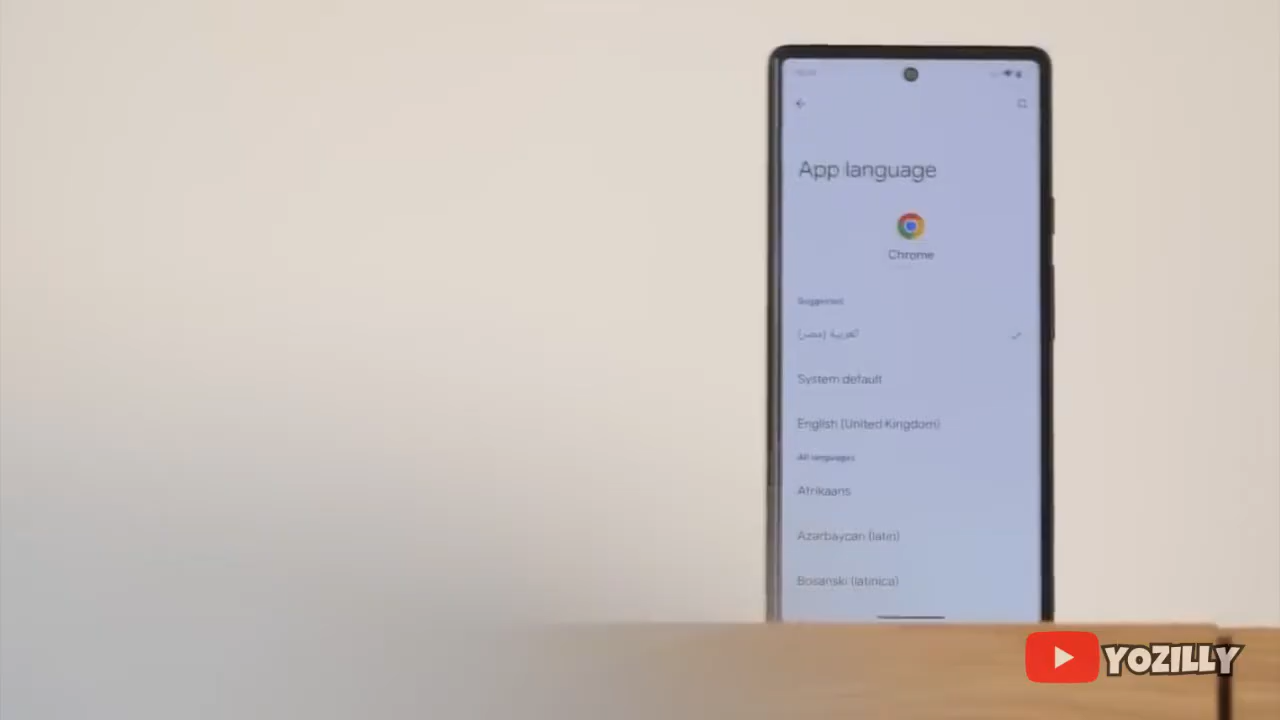 App language
Chrome
Suggested
العربية (مصر)
System default
English (United Kingdom)
All languages
Afrikaans
Azərbaycan (latın)
Bosanski (latinica)
YOZILLY